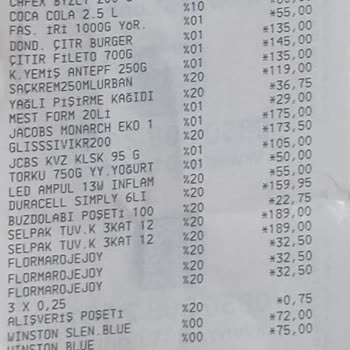 COCA COLA 2.5 L %10
FAS. İRİ 1000G YÖR. %01 *55,00
DOND. ÇITR BURGER %01 *135,00
ÇITIR FİLETO 700G %01 *145,00
K.YEMİŞ ANTEPF 250G %01 *135,00
SAÇKREM250MLURBAN %20 *119,00
YAĞLI PİŞİRME KAĞIDI %20 *36,75
MEST FORM 20Lİ %20 *29,00
JACOBS MONARCH EKO 1 %01 *175,00
GLISSSIVIKR200 %20 *173,50
JCBS KVZ KLSK 95 G %01 *105,00
TORKU 750G YY.YOĞURT %01 *50,00
LED AMPUL 13W INFLAM %20 *55,00
DURACELL SIMPLY 6LI %20 *159,95
BUZDOLABI POŞETİ 100 %20 *22,75
SELPAK TUV.K 3KAT 12 %20 *189,00
SELPAK TUV.K 3KAT 12 %20 *189,00
FLORMAROJEJOY %20 *32,50
FLORMAROJEJOY %20 *32,50
FLORMAROJEJOY %20 *32,50
3 X 0,25
ALIŞVERİŞ POŞETİ %20 *0,75
WINSTON SLEN.BLUE %00 *72,00
WINSTON BLUE %00 *75,00